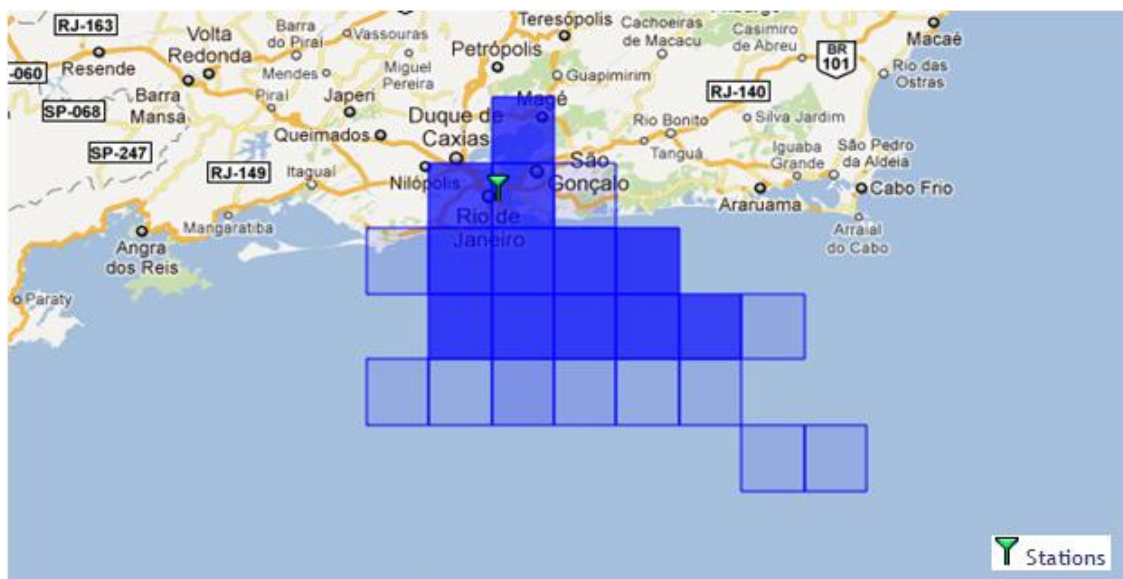 RJ-163
Teresópolis
Macaé
Volta
Redonda
Barra
do Piraí
Vassouras
Cachoeiras
de Macacu
Casimiro
de Abreu
BR
101
Petrópolis
Resende
Mendes
Miguel
Pereira
Guapimirim
Rio das
Ostras
-060
Barra
Mansa
Piraí
Japeri
Magé
RJ-140
SP-068
Duque de
Caxias
Queimados
Rio Bonito
Silva Jardim
SP-247
RJ-149
Itaguaí
Nilópolis
São
Gonçalo
Tanguá
Iguaba
Grande
São Pedro
da Aldeia
Cabo Frio
Araruama
Mangaratiba
Rio de
Janeiro
Arraial
do Cabo
Angra
dos Reis
Paraty
Stations